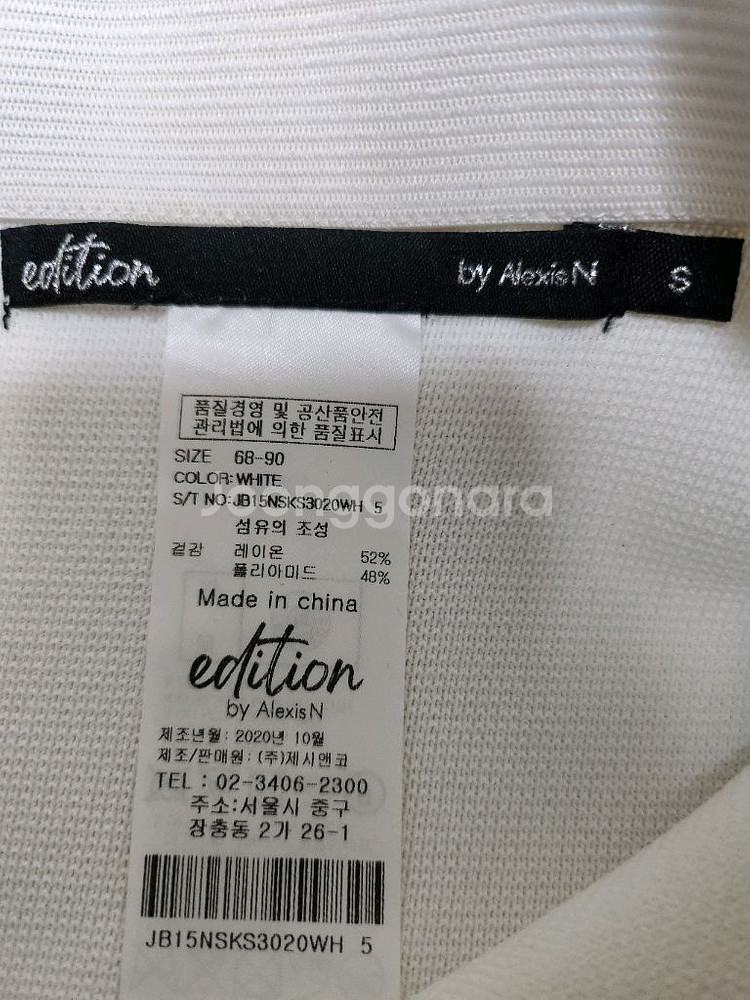 edition by AlexisN S
품질경영 및 공산품안전
관리법에 의한 품질표시
SIZE 68-90
COLOR:WHITE
S/T NO:JB15NSKS3020WH 5
Joonggonara
섬유의 조성
겉감 레이온 52%
폴리아미드 48%
Made in china
edition
by AlexisN
제조년월: 2020년 10월
제조/판매원: (주)제시앤코
TEL : 02-3406-2300
주소:서울시 중구
장충동 2가 26-1
JB15NSKS3020WH 5